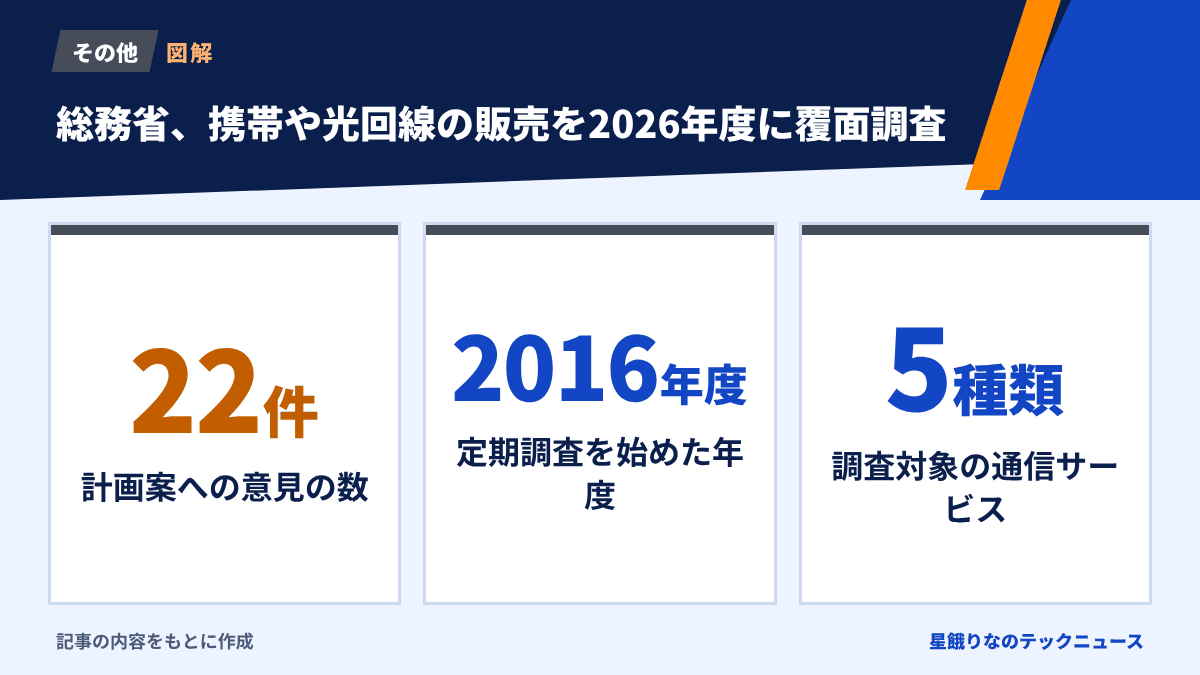 その他 図解
総務省、携帯や光回線の販売を2026年度に覆面調査
22件
計画案への意見の数
2016年度
定期調査を始めた年
度
5種類
調査対象の通信サー
ビス
記事の内容をもとに作成
星餓りなのテックニュース